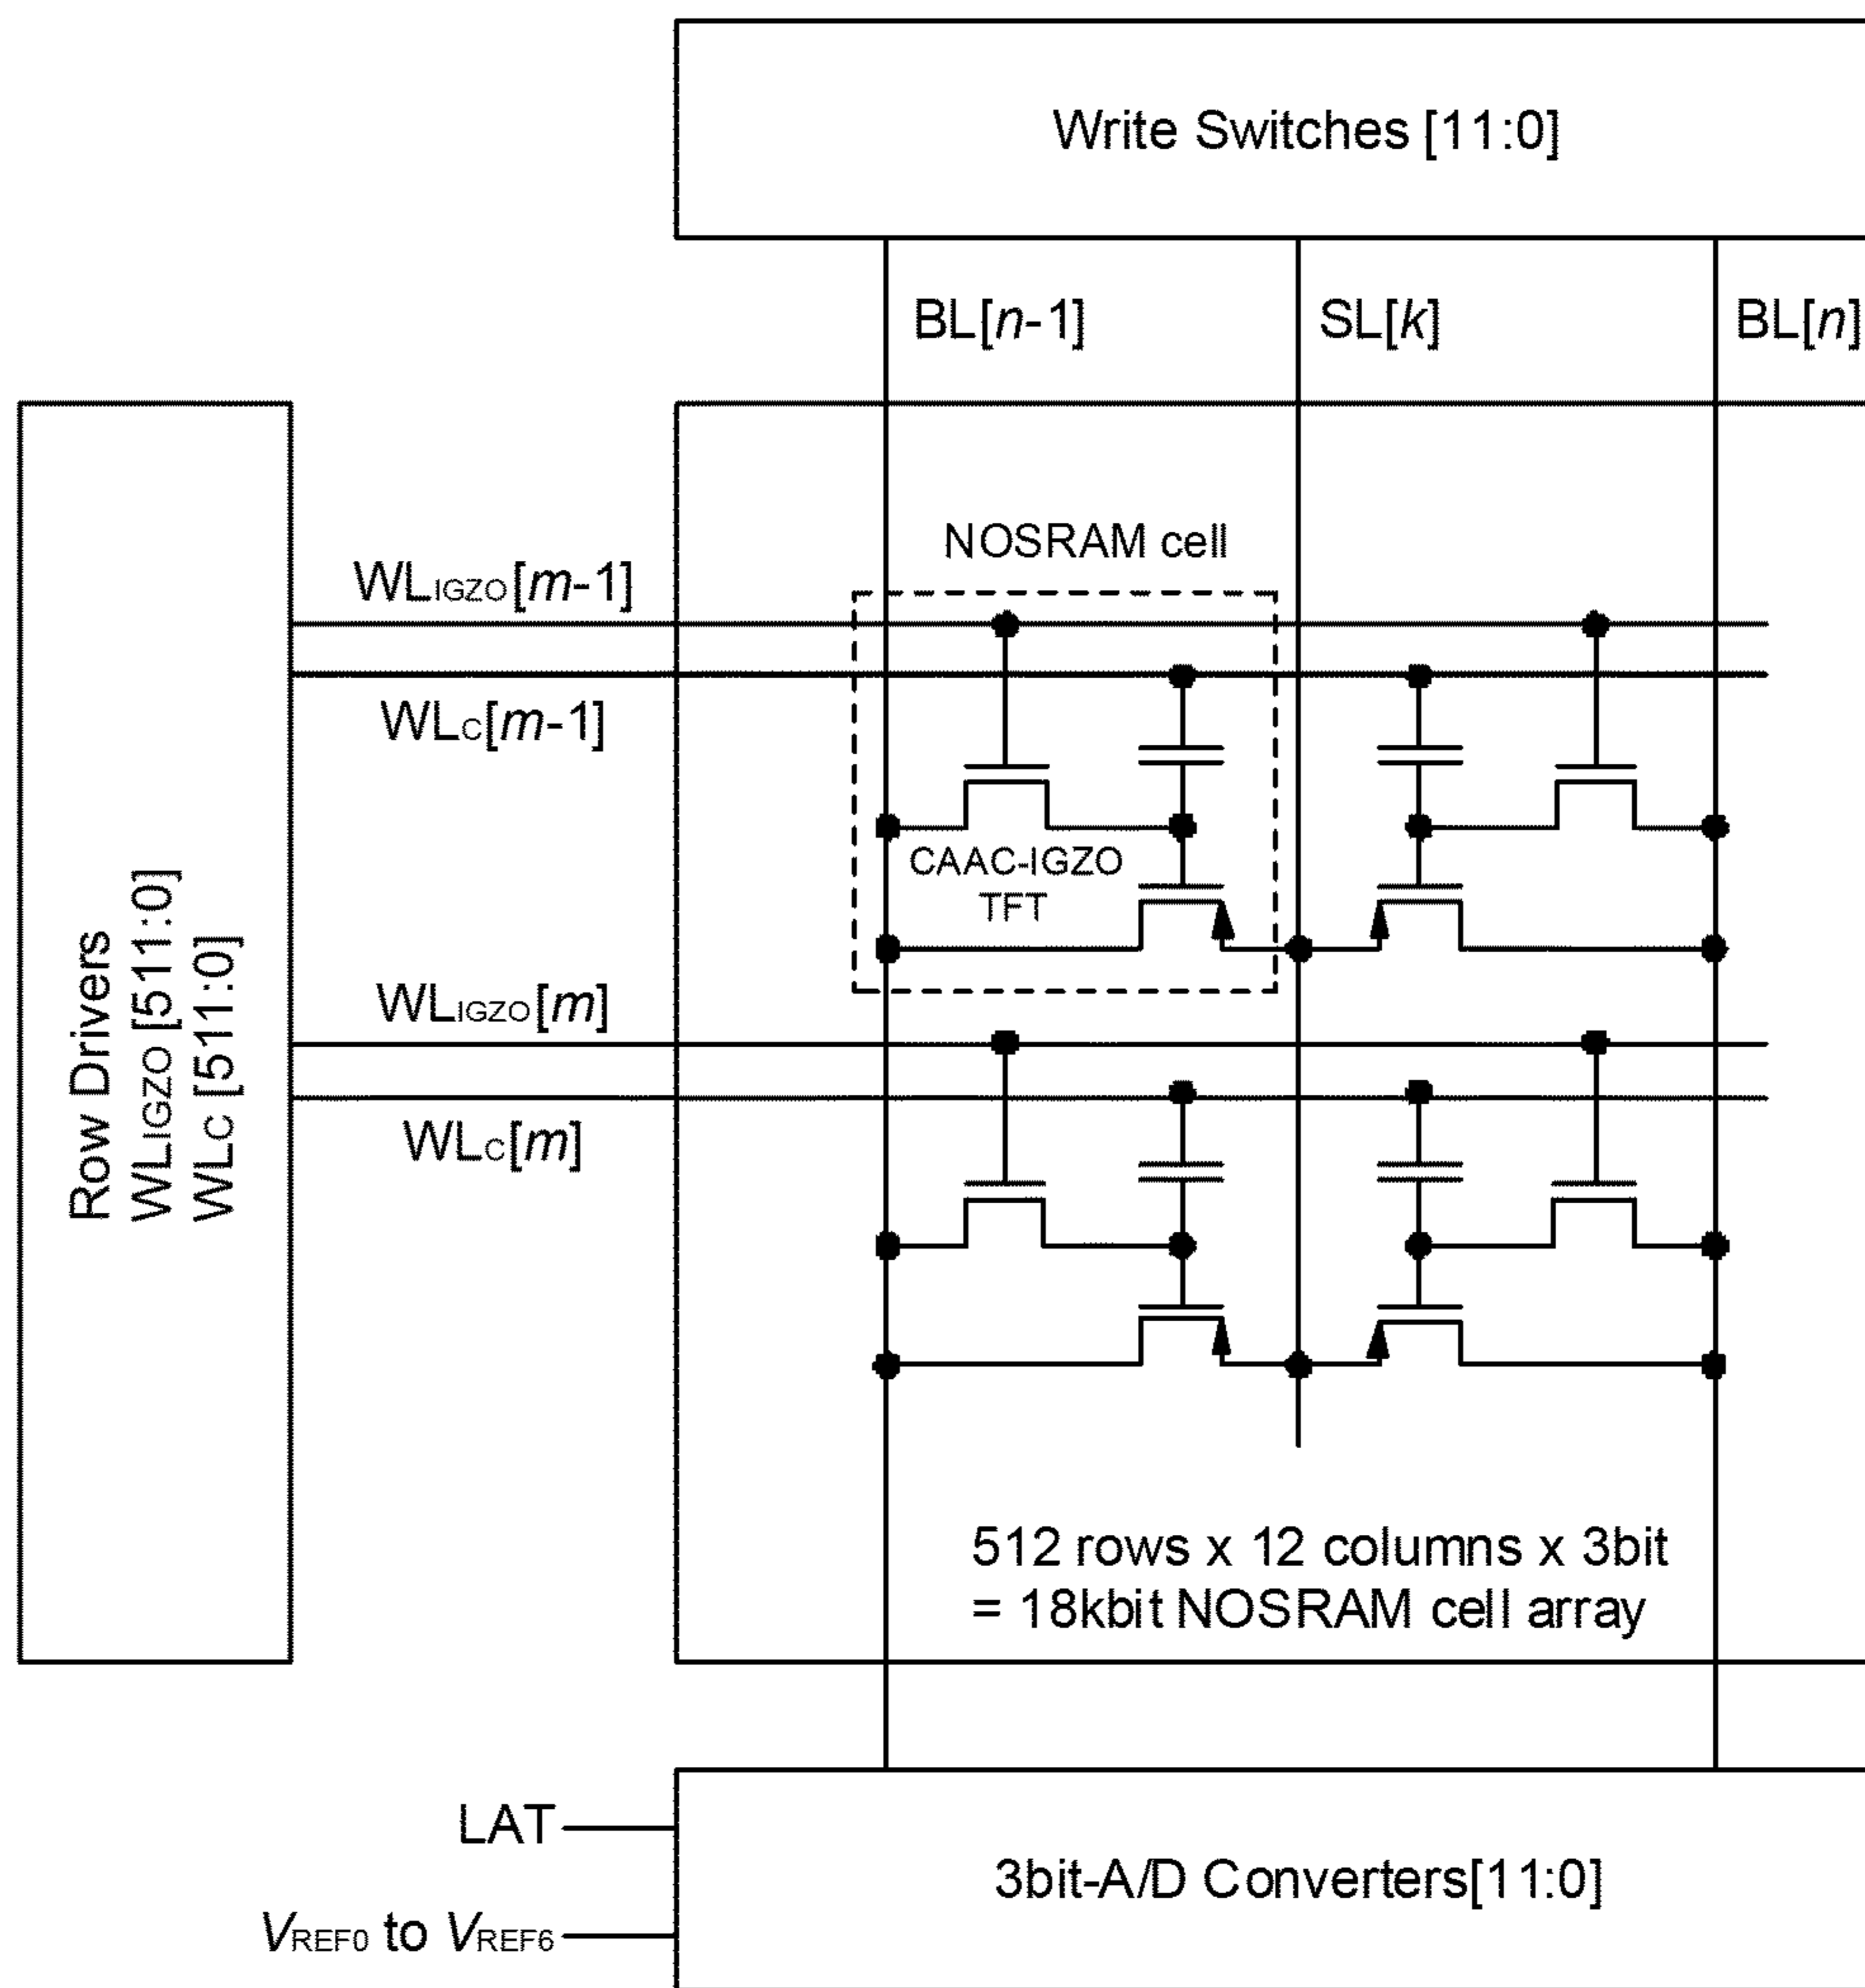 Write Switches [11:0]
BL[n-1]
SL[k]
BL[n]
NOSRAM cell
WLIGZO[m-1]
WLC[m-1]
CAAC-IGZO
TFT
Row Drivers
WLIGZO [511:0]
WLC [511:0]
WLIGZO[m]
WLC[m]
512 rows x 12 columns x 3bit
= 18kbit NOSRAM cell array
LAT
3bit-A/D Converters[11:0]
VREF0 to VREF6